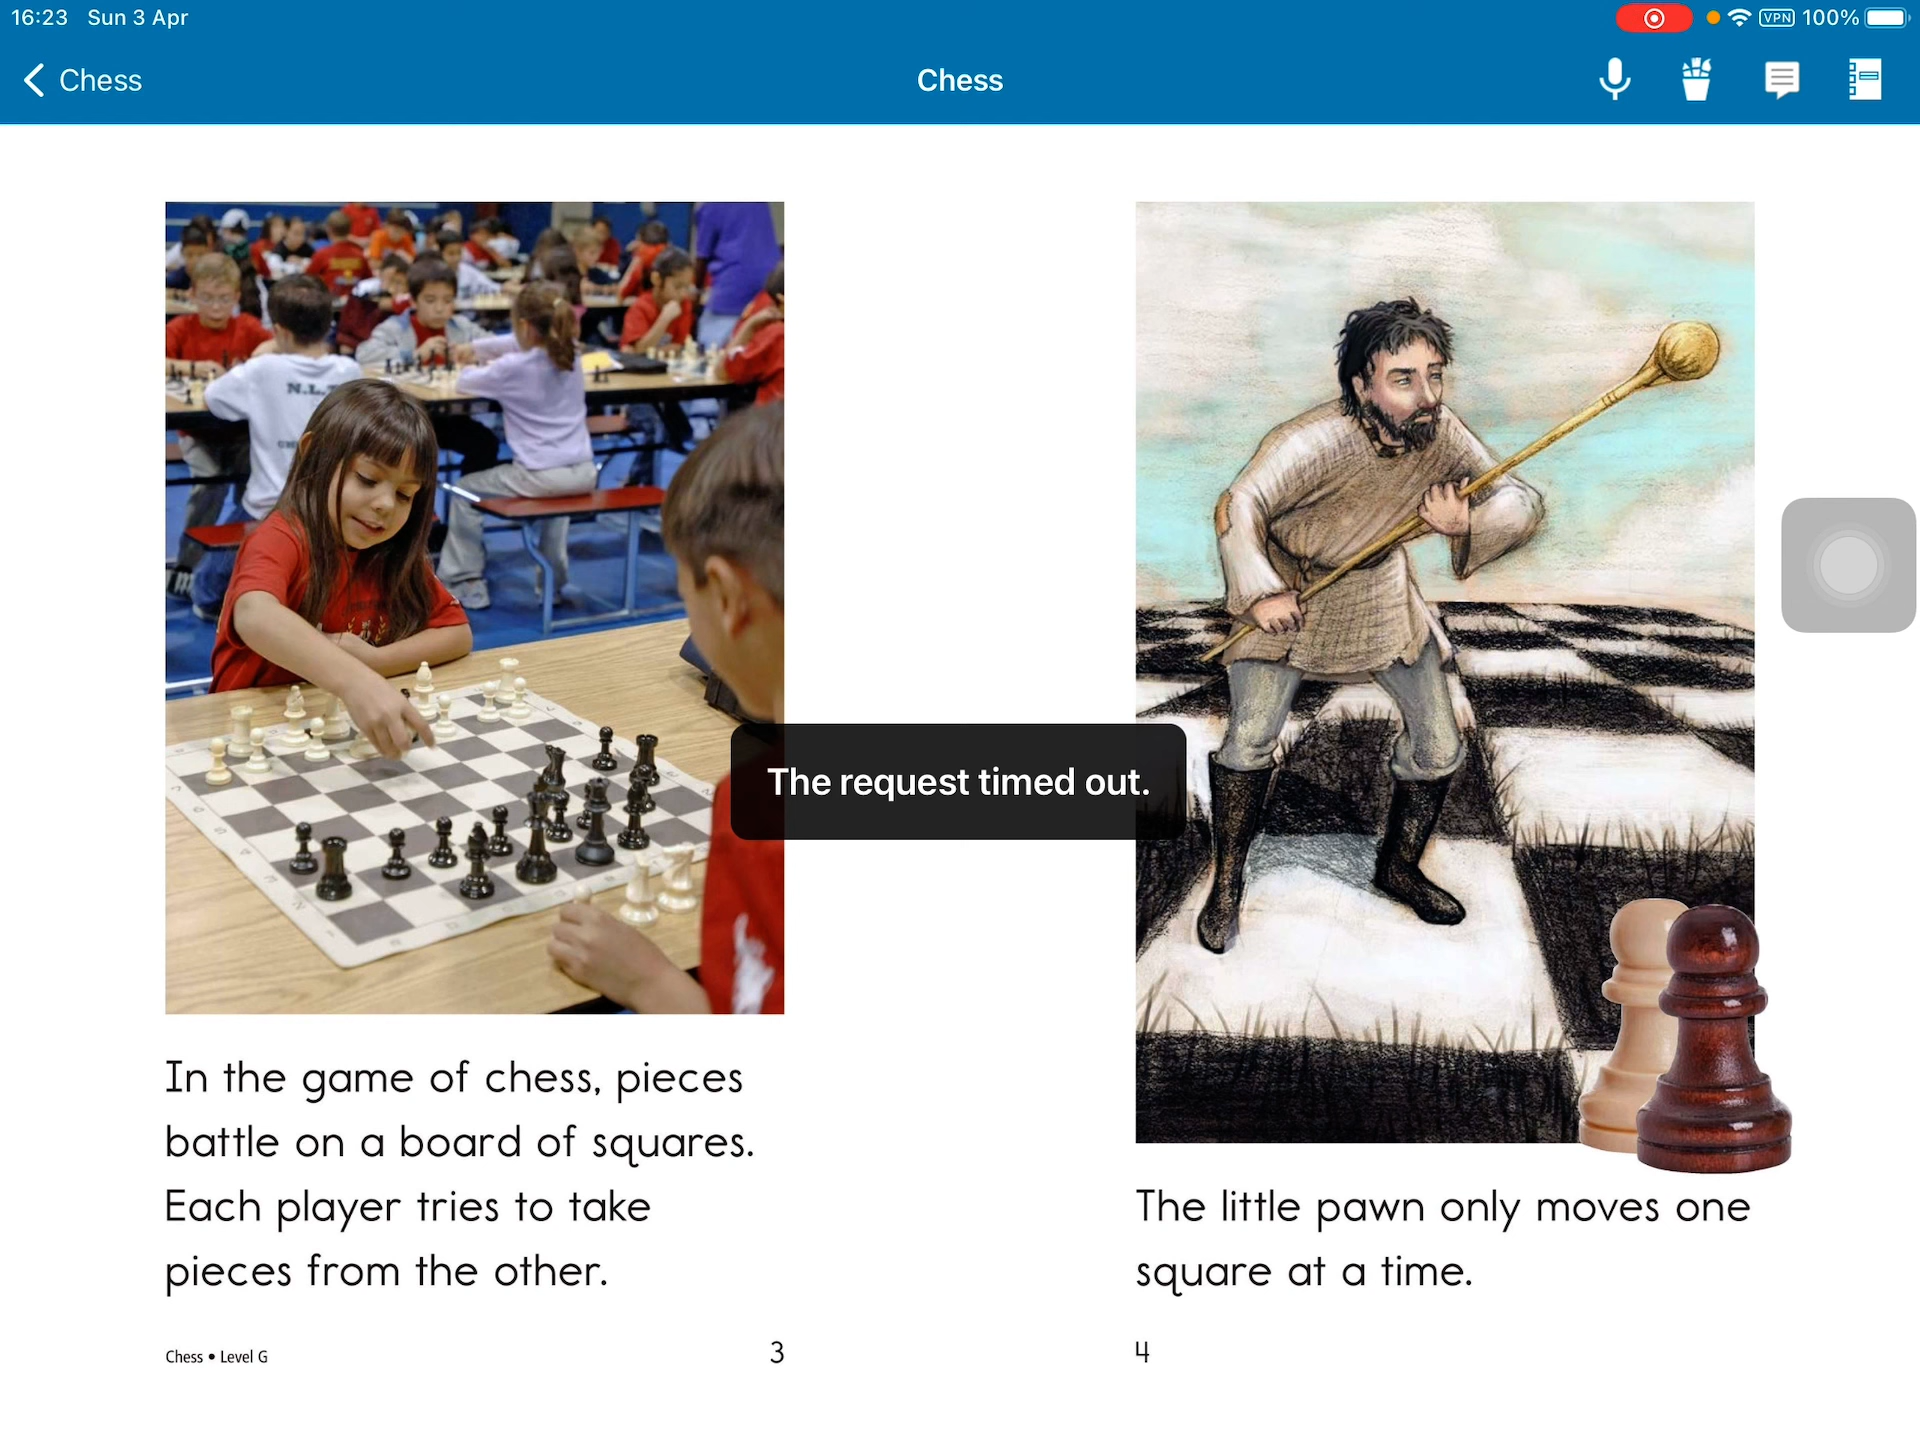 16:23 Sun 3 Apr
VPN 100%
Chess
Chess
N.L.
The request timed out.
In the game of chess, pieces
battle on a board of squares.
Each player tries to take
pieces from the other.
Chess • Level G
3
The little pawn only moves one
square at a time.
4